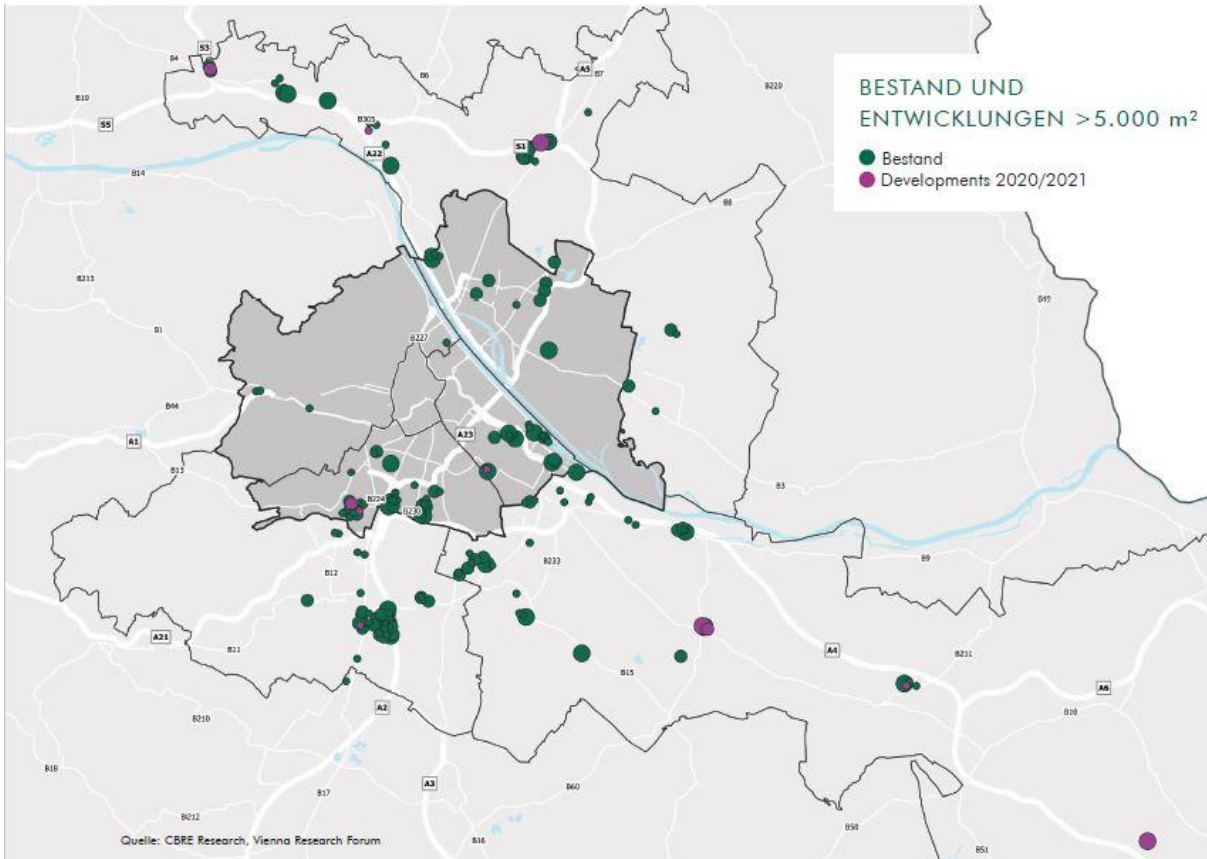 BESTAND UND
ENTWICKLUNGEN >5.000 m²
Bestand
Developments 2020/2021
S3
B4
B6
A5
B7
B220
B19
S5
B305
A22
S1
B14
B8
B213
B49
B1
B227
B44
A1
A23
B13
B3
B224
B230
B9
B12
B233
A21
B11
B15
A4
B211
A6
B10
B210
A2
B18
A3
B17
B60
B212
B16
B50
B51
Quelle: CBRE Research, Vienna Research Forum